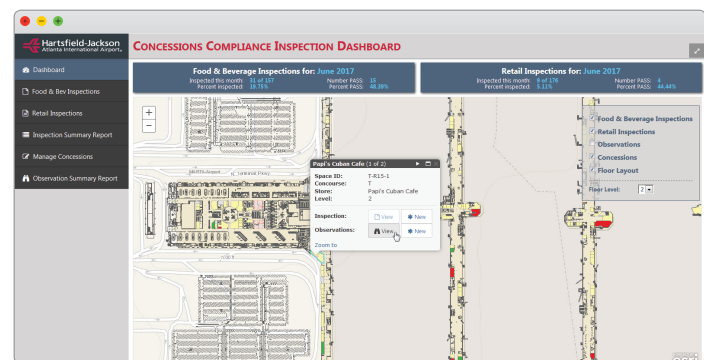 Hartsfield-Jackson
Atlanta International Airport
CONCESSIONS COMPLIANCE INSPECTION DASHBOARD
Dashboard
Food & Bev Inspections
Retail Inspections
Inspection Summary Report
Manage Concessions
Observation Summary Report
Food & Beverage Inspections for: June 2017
Inspected this month: 31 of 157 Number PASS: 15
Percent inspected: 19.75% Percent PASS: 48.39%
Retail Inspections for: June 2017
Inspected this month: 9 of 176 Number PASS: 4
Percent inspected: 5.11% Percent PASS: 44.44%
+
−
Food & Beverage Inspections
Retail Inspections
Observations
Concessions
Floor Layout
Floor Level: 2
Papi's Cuban Cafe (1 of 2)
Space ID: T-R15-1
Concourse: T
Store: Papi's Cuban Cafe
Level: 2
Inspection: View New
Observations: View New
Zoom to